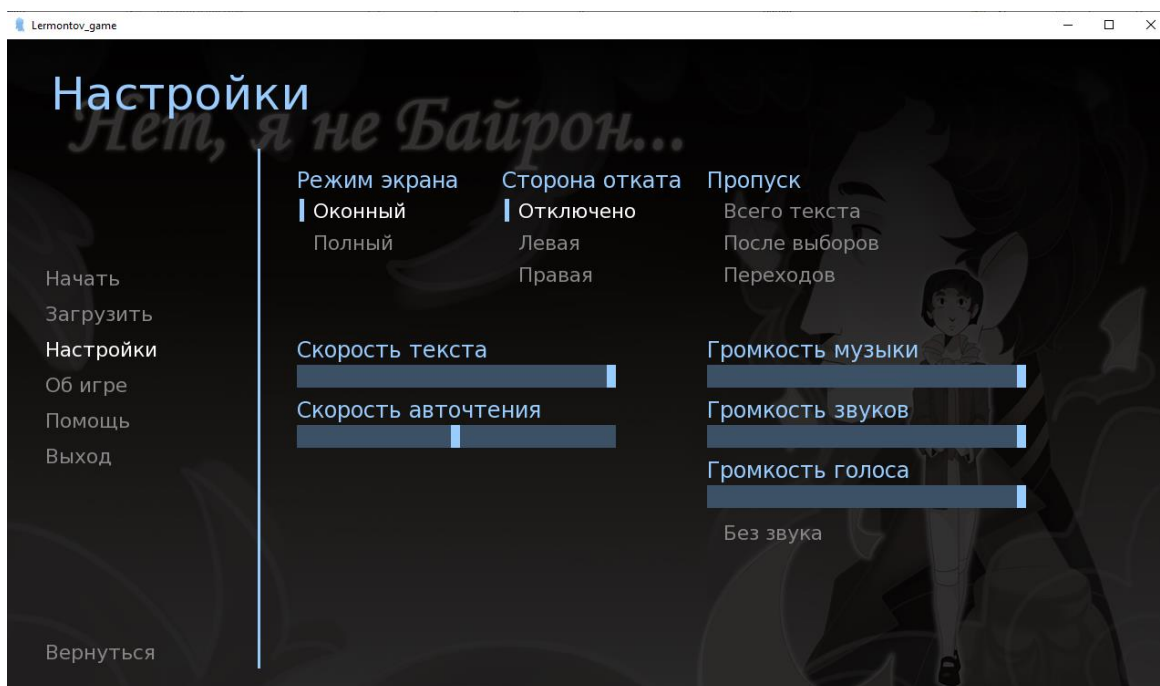 Lermontov_game
Настройки
Нет, я не Байрон...
Режим экрана
Оконный
Полный
Сторона отката
Отключено
Левая
Правая
Пропуск
Всего текста
После выборов
Переходов
Начать
Загрузить
Настройки
Об игре
Помощь
Выход
Скорость текста
Скорость авточтения
Громкость музыки
Громкость звуков
Громкость голоса
Без звука
Вернуться